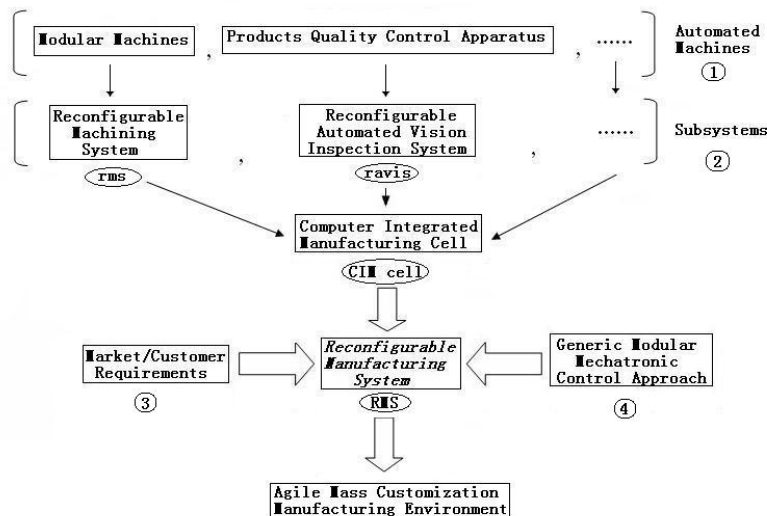 Modular Machines , Products Quality Control Apparatus , ...... Automated
Machines
①
Reconfigurable
Machining
System
,
Reconfigurable
Automated Vision
Inspection System
,
......
Subsystems
②
rms
ravis
Computer Integrated
Manufacturing Cell
CIM cell
Market/Customer
Requirements
③
Reconfigurable
Manufacturing
System
RMS
Generic Modular
Mechatronic
Control Approach
④
Agile Mass Customization
Manufacturing Environment